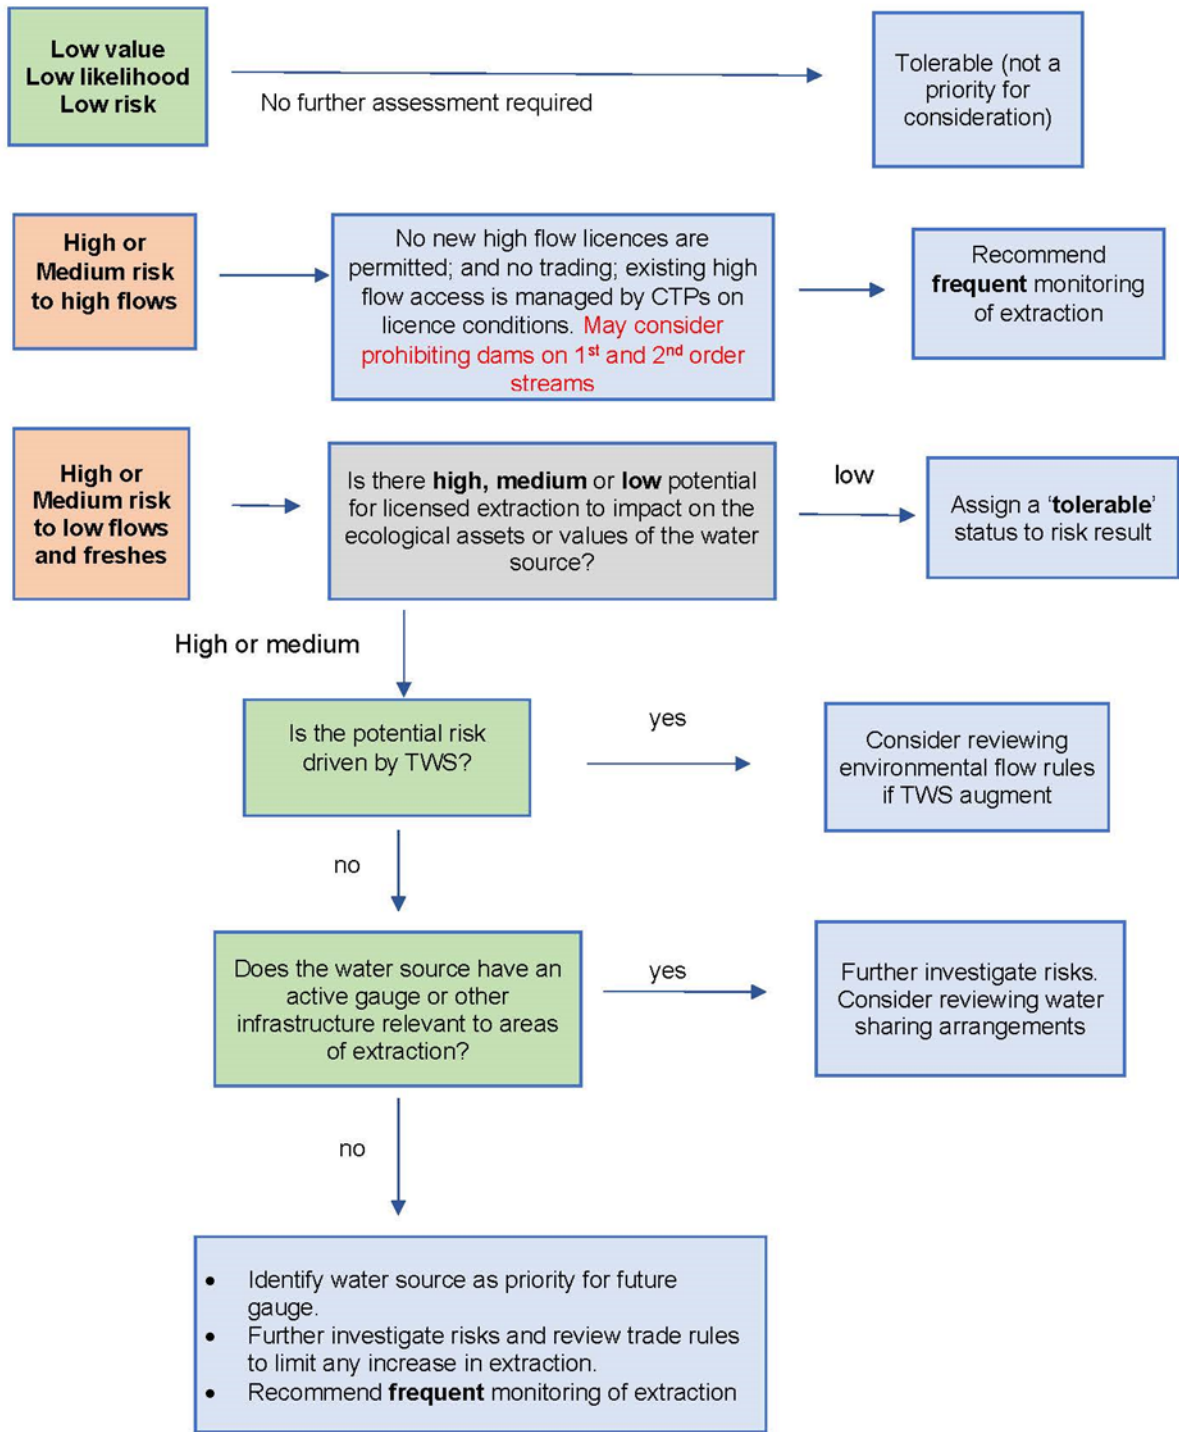 Low value
Low likelihood
Low risk
No further assessment required
Tolerable (not a
priority for
consideration)
High or
Medium risk
to high flows
No new high flow licences are
permitted; and no trading; existing high
flow access is managed by CTPs on
licence conditions. May consider
prohibiting dams on 1st and 2nd order
streams
Recommend
frequent monitoring
of extraction
High or
Medium risk
to low flows
and freshes
Is there high, medium or low potential
for licensed extraction to impact on the
ecological assets or values of the water
source?
low
Assign a ‘tolerable’
status to risk result
High or medium
Is the potential risk
driven by TWS?
yes
Consider reviewing
environmental flow rules
if TWS augment
no
Does the water source have an
active gauge or other
infrastructure relevant to areas
of extraction?
yes
Further investigate risks.
Consider reviewing water
sharing arrangements
no
• Identify water source as priority for future
gauge.
• Further investigate risks and review trade rules
to limit any increase in extraction.
• Recommend frequent monitoring of extraction